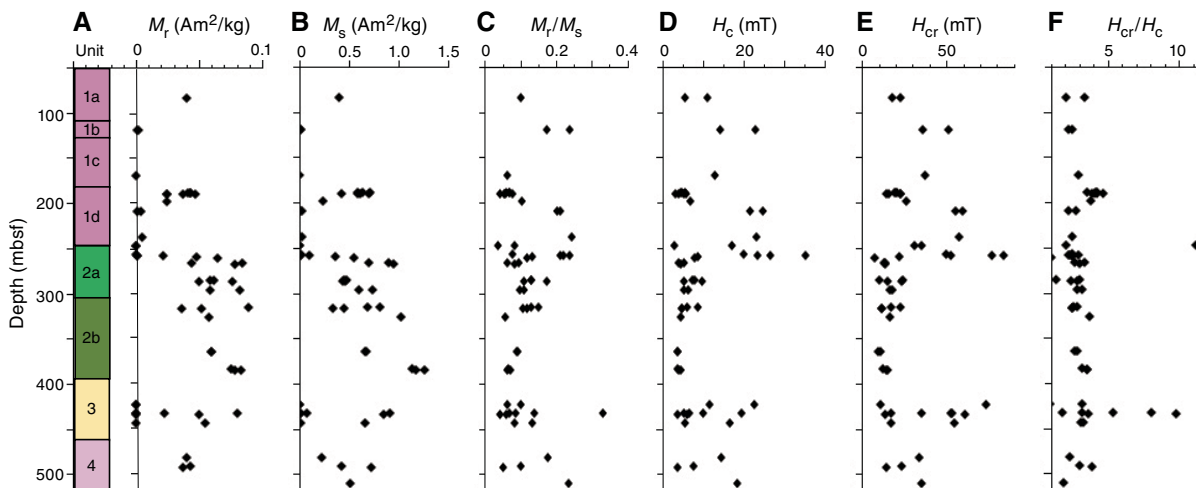 A M_r (Am²/kg) B M_s (Am²/kg) C M_r/M_s D H_c (mT) E H_cr (mT) F H_cr/H_c
Unit 0 0.1 0 0.5 1.0 1.5 0 0.2 0.4 0 20 40 0 50 5 10
Depth (mbsf)
1a
100
1b
1c
200
1d
2a
300
2b
400
3
4
500